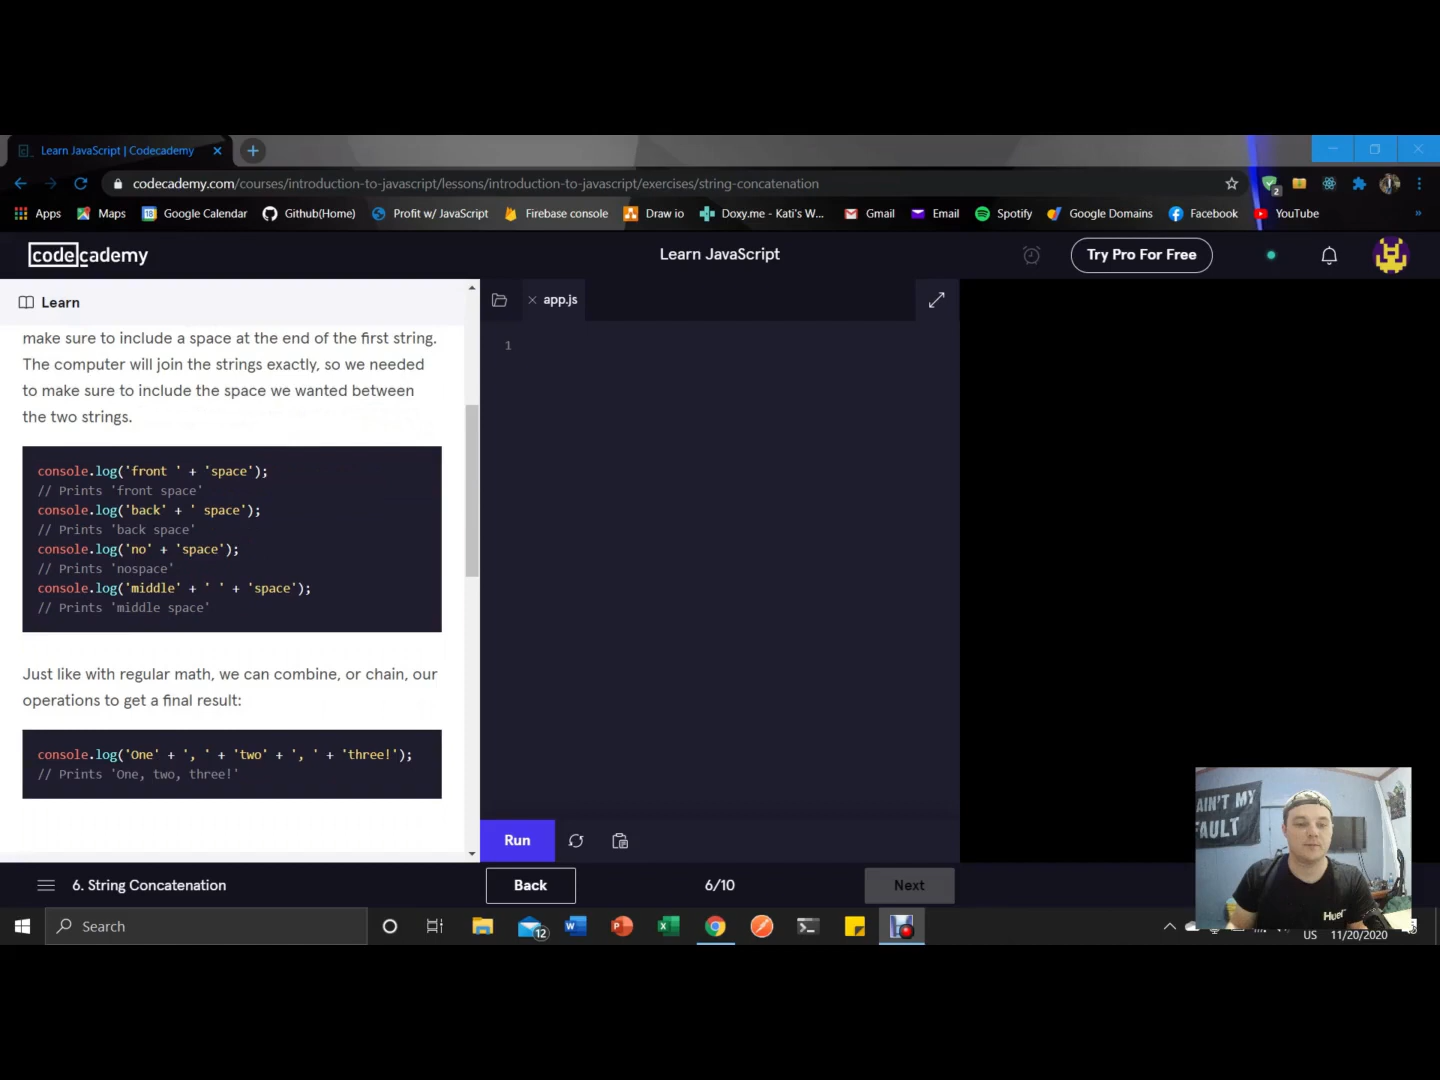 Learn JavaScript | Codecademy
codecademy.com/courses/introduction-to-javascript/lessons/introduction-to-javascript/exercises/string-concatenation
2
Apps Maps 18 Google Calendar Github(Home) Profit w/ JavaScript Firebase console Draw io Doxy.me - Kati's W... Gmail Email Spotify Google Domains Facebook YouTube »
codecademy
Learn JavaScript
Try Pro For Free
Learn
app.js
make sure to include a space at the end of the first string.
The computer will join the strings exactly, so we needed
to make sure to include the space we wanted between
the two strings.
1
console.log('front ' + 'space');
// Prints 'front space'
console.log('back' + ' space');
// Prints 'back space'
console.log('no' + 'space');
// Prints 'nospace'
console.log('middle' + ' ' + 'space');
// Prints 'middle space'
Just like with regular math, we can combine, or chain, our
operations to get a final result:
console.log('One' + ', ' + 'two' + ', ' + 'three!');
// Prints 'One, two, three!'
AIN'T MY
FAULT
Huel
Run
6. String Concatenation
Back
6/10
Next
Search
12
US 11/20/2020